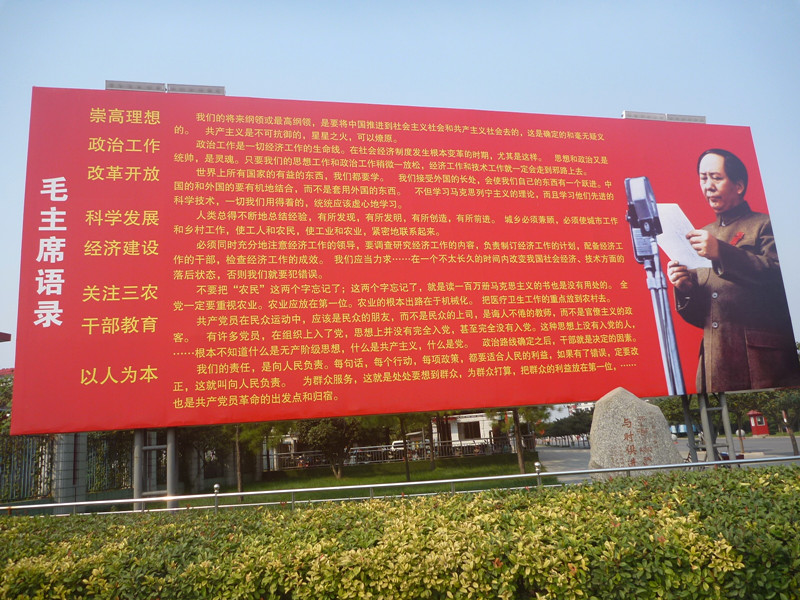 毛主席语录
崇高理想
政治工作
改革开放
科学发展
经济建设
关注三农
干部教育
以人为本
我们的将来纲领或最高纲领，是要将中国推进到社会主义社会和共产主义社会去的，这是确定的和毫无疑义
的。 共产主义是不可抗御的，星星之火，可以燎原。
政治工作是一切经济工作的生命线。在社会经济制度发生根本变革的时期，尤其是这样。 思想和政治又是
统帅，是灵魂。只要我们的思想工作和政治工作稍微一放松，经济工作和技术工作就一定会走到邪路上去。
世界上所有国家的有益的东西，我们都要学。 我们接受外国的长处，会使我们自己的东西有一个跃进。中
国的和外国的要有机地结合，而不是套用外国的东西。 不但学习马克思列宁主义的理论，而且学习他们先进的
科学技术，一切我们用得着的，统统应该虚心地学习。
人类总得不断地总结经验，有所发现，有所发明，有所创造，有所前进。 城乡必须兼顾，必须使城市工作
和乡村工作，使工人和农民，使工业和农业，紧密地联系起来。
必须同时充分地注意经济工作的领导，要调查研究经济工作的内容，负责制订经济工作的计划，配备经济工作
的干部，检查经济工作的成效。 我们应当力求……在一个不太长久的时间内改变我国社会经济、技术方面的
落后状态，否则我们就要犯错误。
不要把“农民”这两个字忘记了；这两个字忘记了，就是读一百万册马克思主义的书也是没有用处的。 全
党一定要重视农业。农业应放在第一位。农业的根本出路在于机械化。 把医疗卫生工作的重点放到农村去。
共产党员在民众运动中，应该是民众的朋友，而不是民众的上司，是诲人不倦的教师，而不是官僚主义的政
客。 有许多党员，在组织上入了党，思想上并没有完全入党，甚至完全没有入党。这种思想上没有入党的人，
……根本不知道什么是无产阶级思想，什么是共产主义，什么是党。 政治路线确定之后，干部就是决定的因素。
我们的责任，是向人民负责。每句话，每个行动，每项政策，都要适合人民的利益，如果有了错误，定要改
正，这就叫向人民负责。 为群众服务，这就是处处要想到群众，为群众打算，把群众的利益放在第一位，……
也是共产党员革命的出发点和归宿。
与时俱